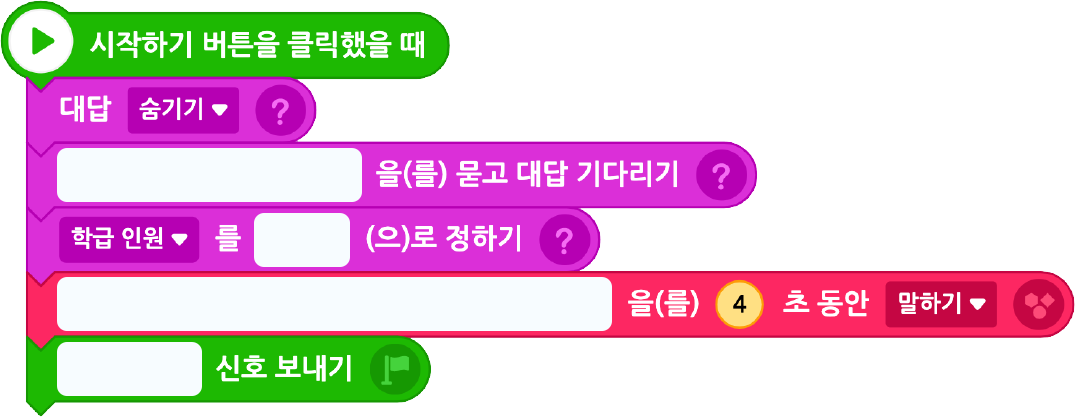 시작하기 버튼을 클릭했을 때
대답 숨기기 ?
을(를) 묻고 대답 기다리기 ?
학급 인원 를 (으)로 정하기 ?
을(를) 4 초 동안 말하기
신호 보내기